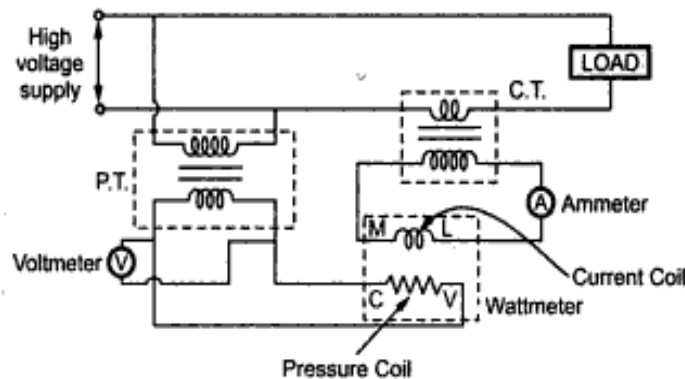 High
voltage
supply
LOAD
C.T.
P.T.
M
L
A
Ammeter
Voltmeter
V
C
V
Current Coil
Wattmeter
Pressure Coil